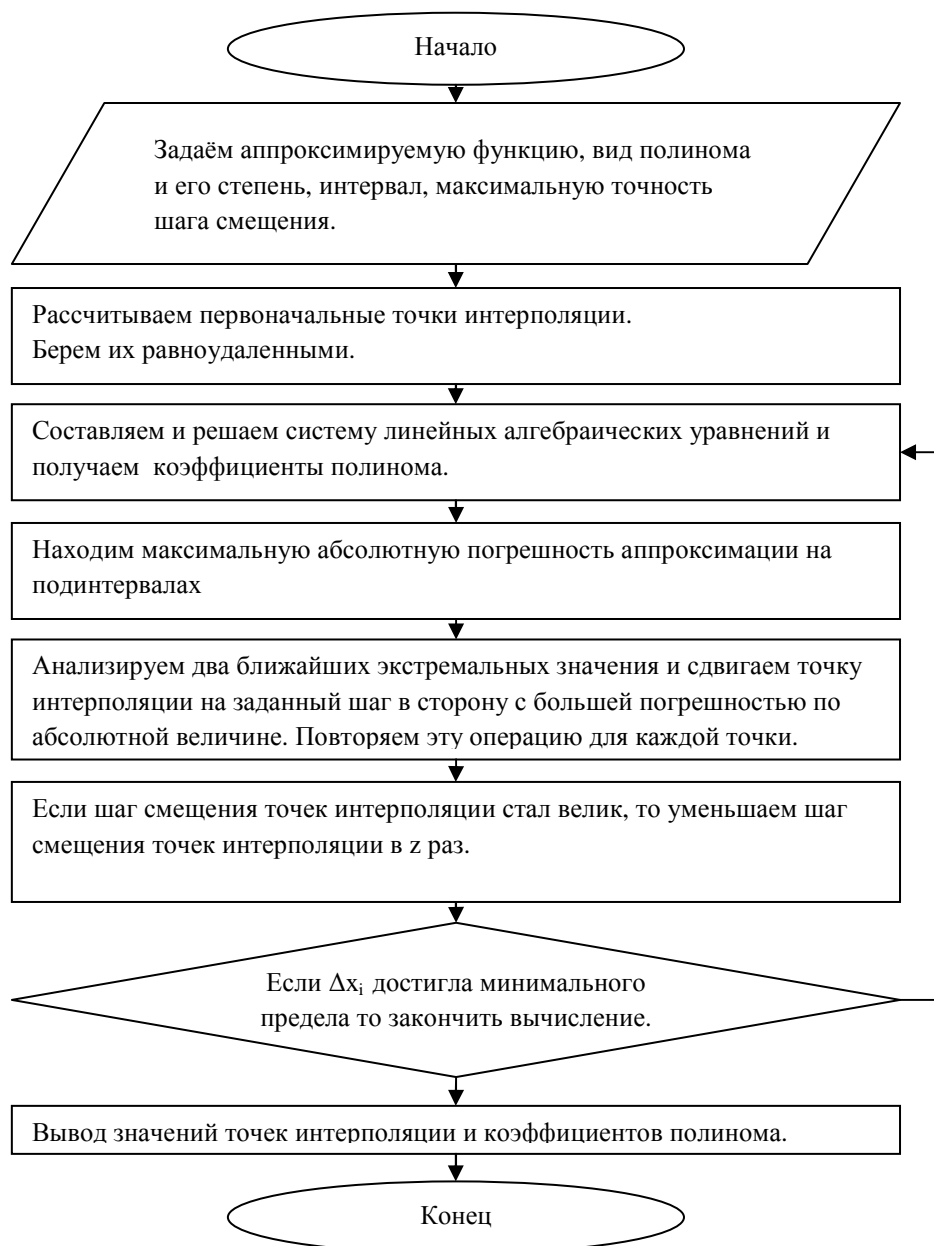 Начало
Задаём аппроксимируемую функцию, вид полинома
и его степень, интервал, максимальную точность
шага смещения.
Рассчитываем первоначальные точки интерполяции.
Берем их равноудаленными.
Составляем и решаем систему линейных алгебраических уравнений и
получаем коэффициенты полинома.
Находим максимальную абсолютную погрешность аппроксимации на
подинтервалах
Анализируем два ближайших экстремальных значения и сдвигаем точку
интерполяции на заданный шаг в сторону с большей погрешностью по
абсолютной величине. Повторяем эту операцию для каждой точки.
Если шаг смещения точек интерполяции стал велик, то уменьшаем шаг
смещения точек интерполяции в z раз.
Если Δxᵢ достигла минимального
предела то закончить вычисление.
Вывод значений точек интерполяции и коэффициентов полинома.
Конец